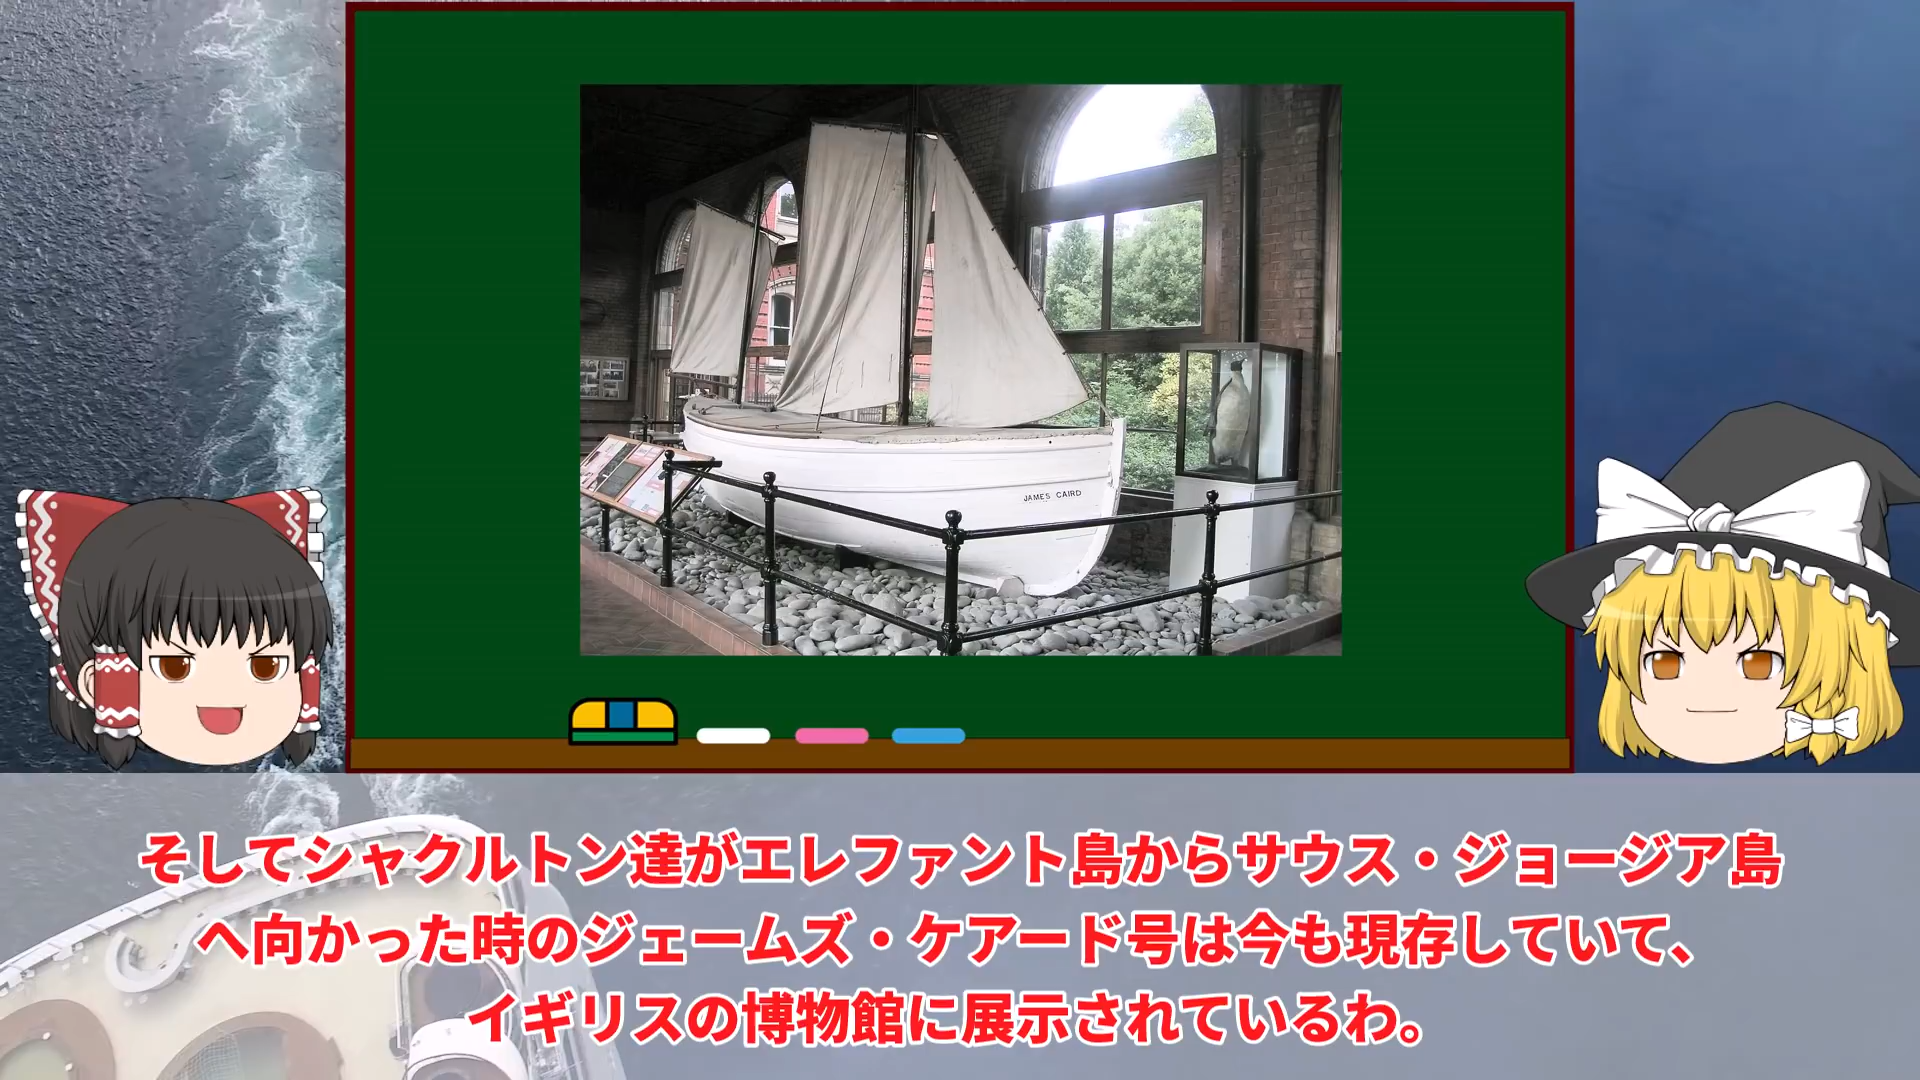 JAMES CAIRD
そしてシャクルトン達がエレファント島からサウス・ジョージア島
へ向かった時のジェームズ・ケアード号は今も現存していて、
イギリスの博物館に展示されているわ。